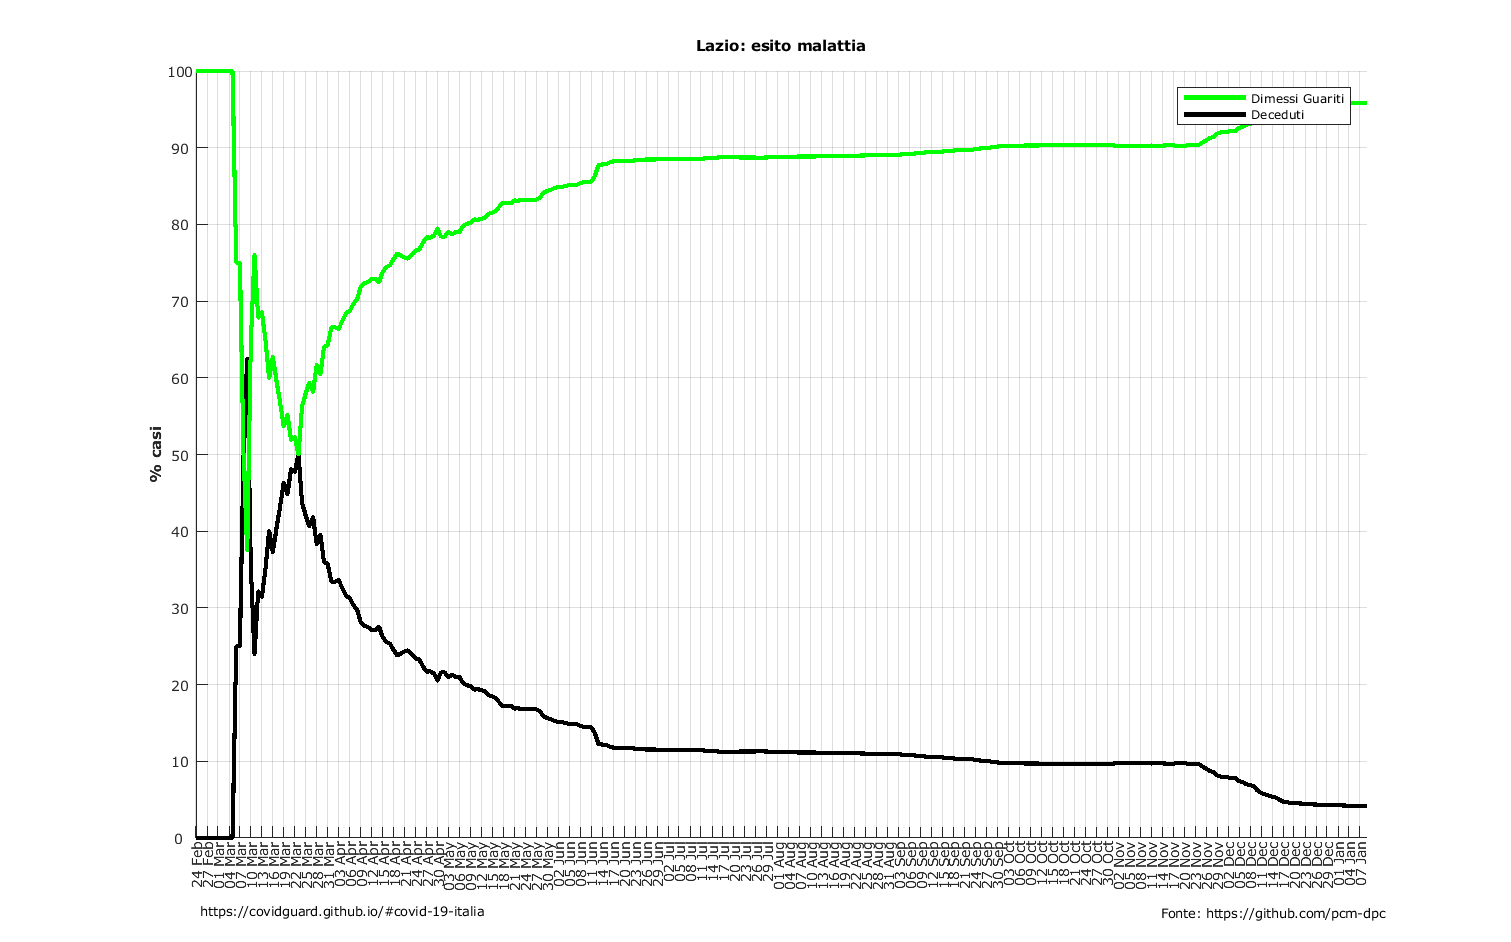 Lazio: esito malattia
Dimessi Guariti
Deceduti
% casi
100
90
80
70
60
50
40
30
20
10
0
24 Feb
27 Feb
01 Mar
04 Mar
07 Mar
10 Mar
13 Mar
16 Mar
19 Mar
22 Mar
25 Mar
28 Mar
31 Mar
03 Apr
06 Apr
09 Apr
12 Apr
15 Apr
18 Apr
21 Apr
24 Apr
27 Apr
30 Apr
03 May
06 May
09 May
12 May
15 May
18 May
21 May
24 May
27 May
30 May
02 Jun
05 Jun
08 Jun
11 Jun
14 Jun
17 Jun
20 Jun
23 Jun
26 Jun
29 Jun
02 Jul
05 Jul
08 Jul
11 Jul
14 Jul
17 Jul
20 Jul
23 Jul
26 Jul
29 Jul
01 Aug
04 Aug
07 Aug
10 Aug
13 Aug
16 Aug
19 Aug
22 Aug
25 Aug
28 Aug
31 Aug
03 Sep
06 Sep
09 Sep
12 Sep
15 Sep
18 Sep
21 Sep
24 Sep
27 Sep
30 Sep
03 Oct
06 Oct
09 Oct
12 Oct
15 Oct
18 Oct
21 Oct
24 Oct
27 Oct
30 Oct
02 Nov
05 Nov
08 Nov
11 Nov
14 Nov
17 Nov
20 Nov
23 Nov
26 Nov
29 Nov
02 Dec
05 Dec
08 Dec
11 Dec
14 Dec
17 Dec
20 Dec
23 Dec
26 Dec
29 Dec
01 Jan
04 Jan
07 Jan
https://covidguard.github.io/#covid-19-italia
Fonte: https://github.com/pcm-dpc